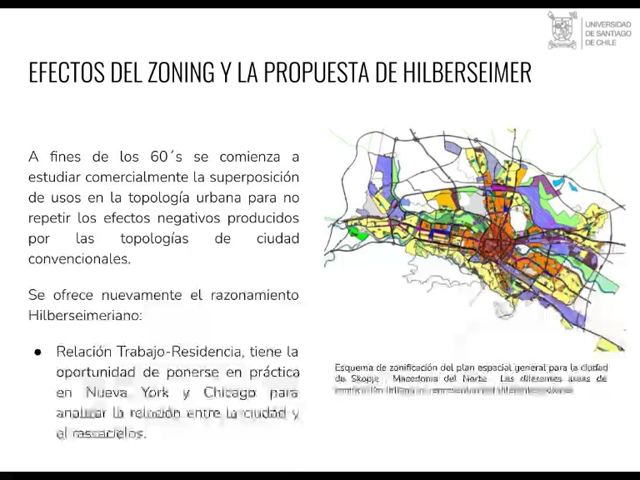 UNIVERSIDAD
DE SANTIAGO
DE CHILE
EFECTOS DEL ZONING Y LA PROPUESTA DE HILBERSEIMER
A fines de los 60´s se comienza a
estudiar comercialmente la superposición
de usos en la topología urbana para no
repetir los efectos negativos producidos
por las topologías de ciudad
convencionales.
Se ofrece nuevamente el razonamiento
Hilberseimeriano:
● Relación Trabajo-Residencia, tiene la
oportunidad de ponerse en práctica
en Nueva York y Chicago para
analizar la relación entre la ciudad y
el rascacielos.
Esquema de zonificación del plan espacial general para la ciudad
de Skopje , Macedonia del Norte Las diferentes áreas de